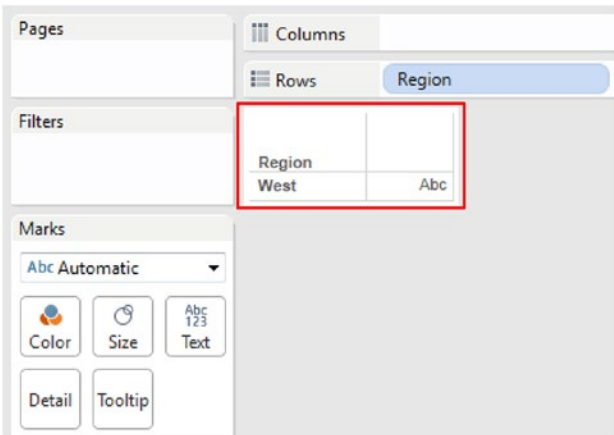 Pages
Columns
Rows
Region
Filters
Region
West
Abc
Marks
Abc Automatic
Color
Size
Abc
123
Text
Detail
Tooltip